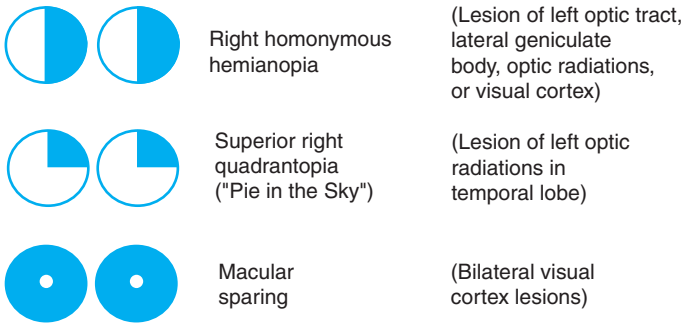 Right homonymous
hemianopia
(Lesion of left optic tract,
lateral geniculate
body, optic radiations,
or visual cortex)
Superior right
quadrantopia
("Pie in the Sky")
(Lesion of left optic
radiations in
temporal lobe)
Macular
sparing
(Bilateral visual
cortex lesions)